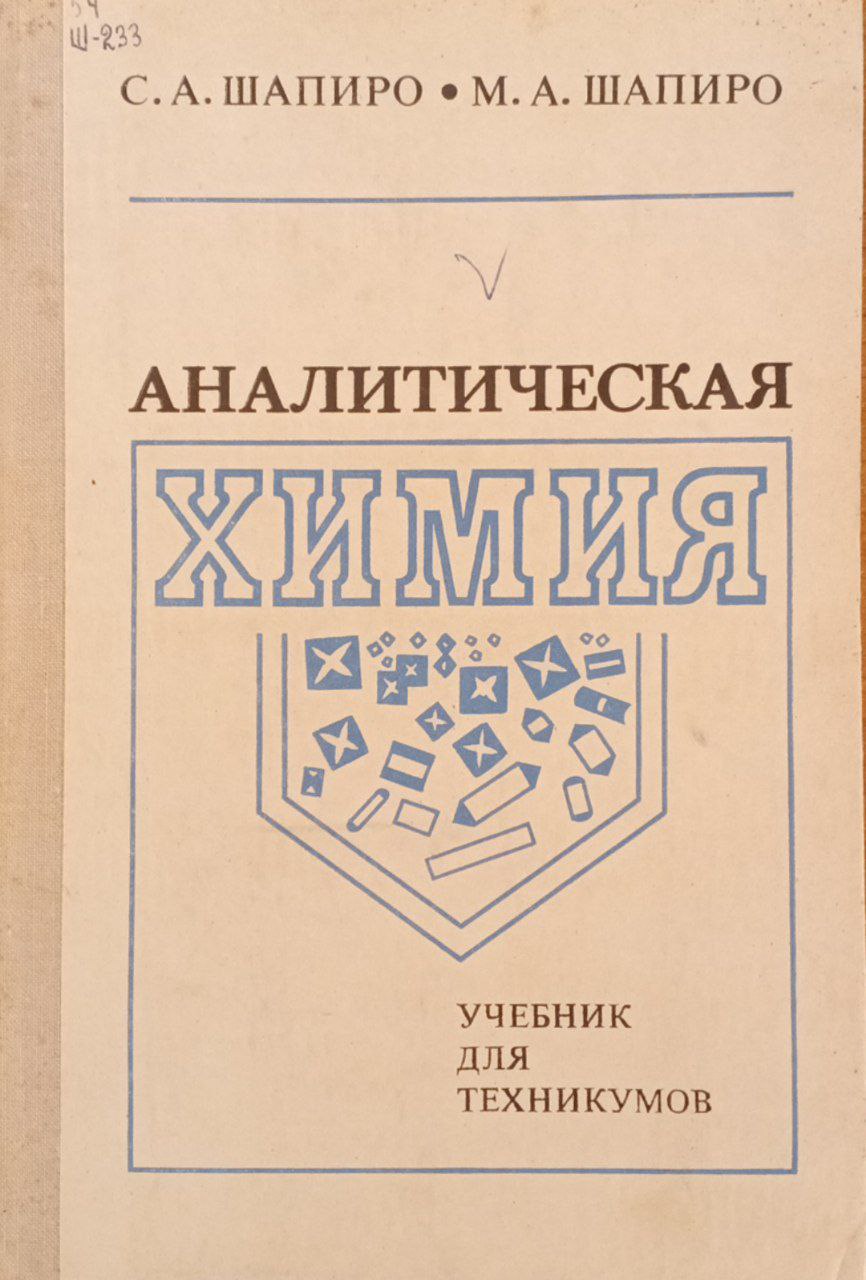 Ш-233
С. А. ШАПИРО • М. А. ШАПИРО
АНАЛИТИЧЕСКАЯ
ХИМИЯ
УЧЕБНИК
ДЛЯ
ТЕХНИКУМОВ